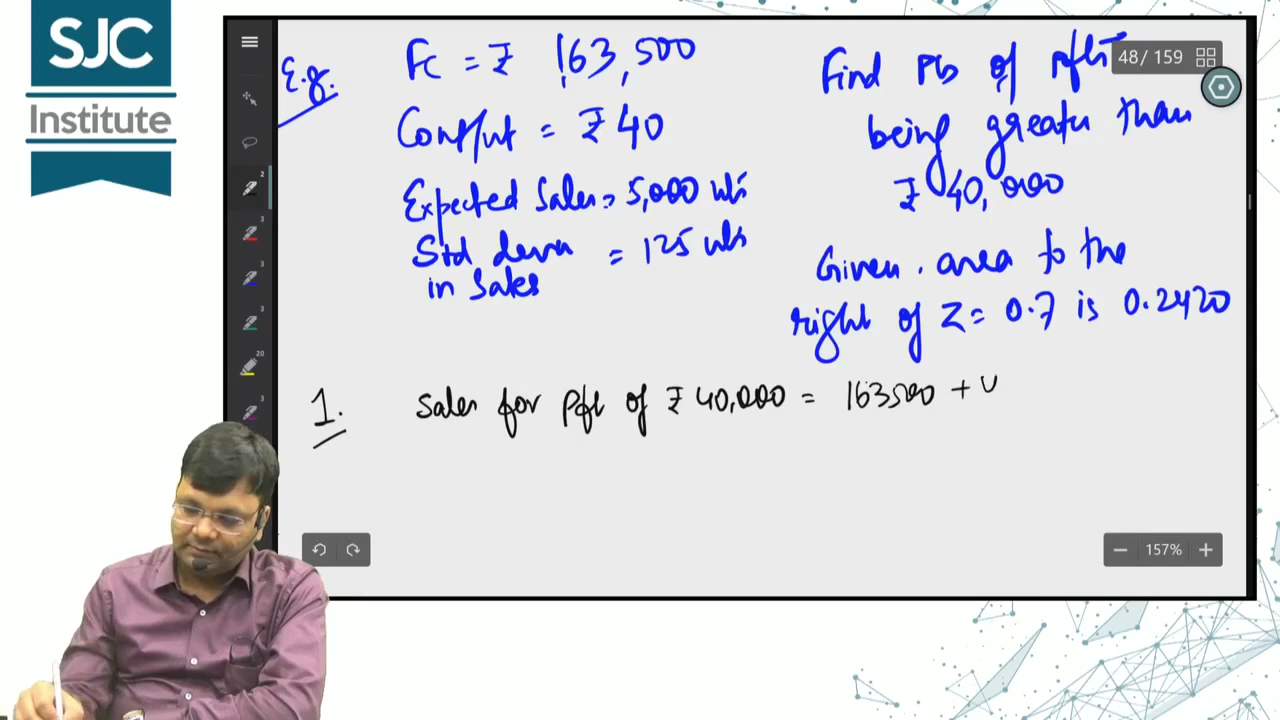 SJC
Institute
E.g.
FC = ₹ 163,500
Cont/ut = ₹ 40
Expected Sales = 5,000 uts
Std devn = 125 uts
in Sales
48 / 159
Find Pb of pft
being greater than
₹ 40,000
Given. area to the
right of Z = 0.7 is 0.2420
1. Sales for pft of ₹ 40,000 = 163500 +
157%